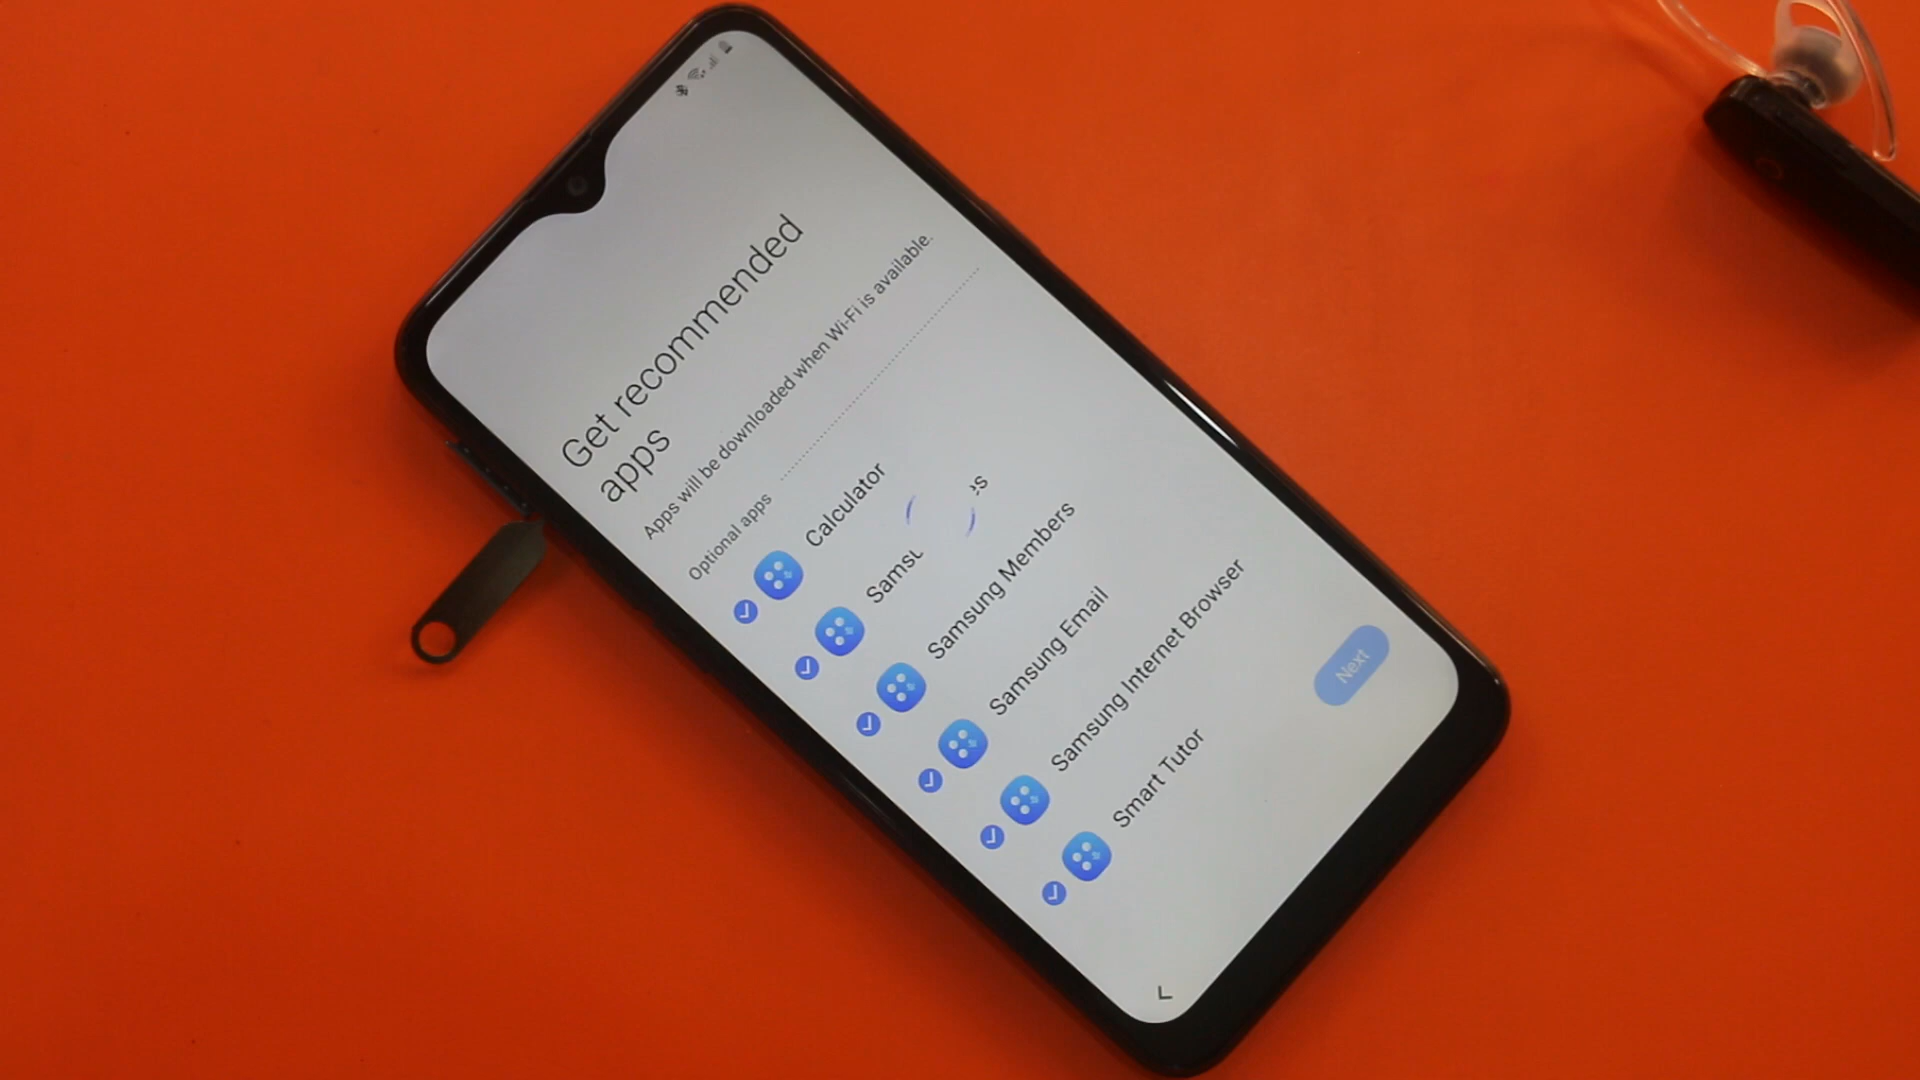 Get recommended
apps
Apps will be downloaded when Wi-Fi is available.
Optional apps
Calculator
Samsung Members
Samsung Email
Samsung Internet Browser
Smart Tutor
Next